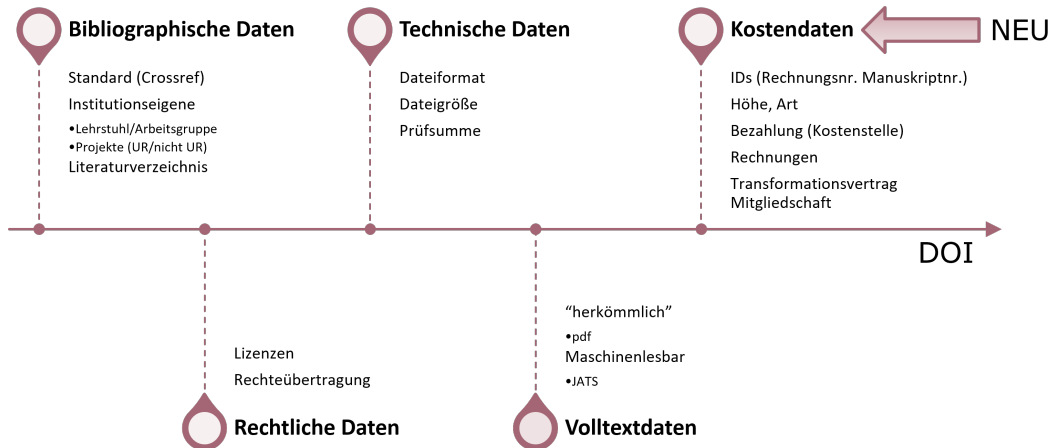 Bibliographische Daten
Standard (Crossref)
Institutionseigene
•Lehrstuhl/Arbeitsgruppe
•Projekte (UR/nicht UR)
Literaturverzeichnis
Technische Daten
Dateiformat
Dateigröße
Prüfsumme
Kostendaten
NEU
IDs (Rechnungsnr. Manuskriptnr.)
Höhe, Art
Bezahlung (Kostenstelle)
Rechnungen
Transformationsvertrag
Mitgliedschaft
DOI
Lizenzen
Rechteübertragung
Rechtliche Daten
“herkömmlich”
•pdf
Maschinenlesbar
•JATS
Volltextdaten